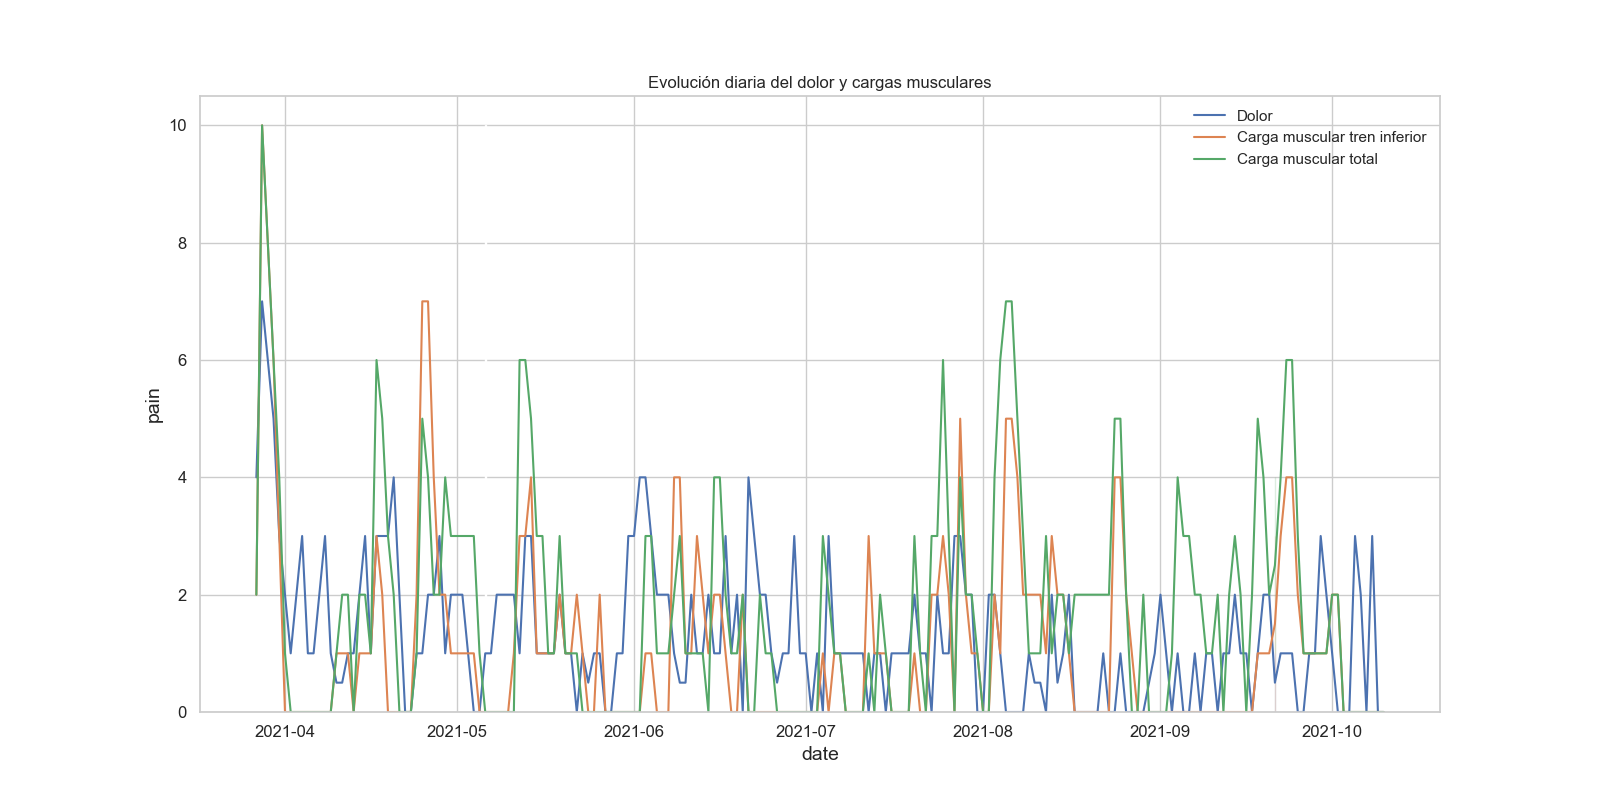 Evolución diaria del dolor y cargas musculares
Dolor
Carga muscular tren inferior
Carga muscular total
pain
10
8
6
4
2
0
2021-04
2021-05
2021-06
2021-07
2021-08
2021-09
2021-10
date